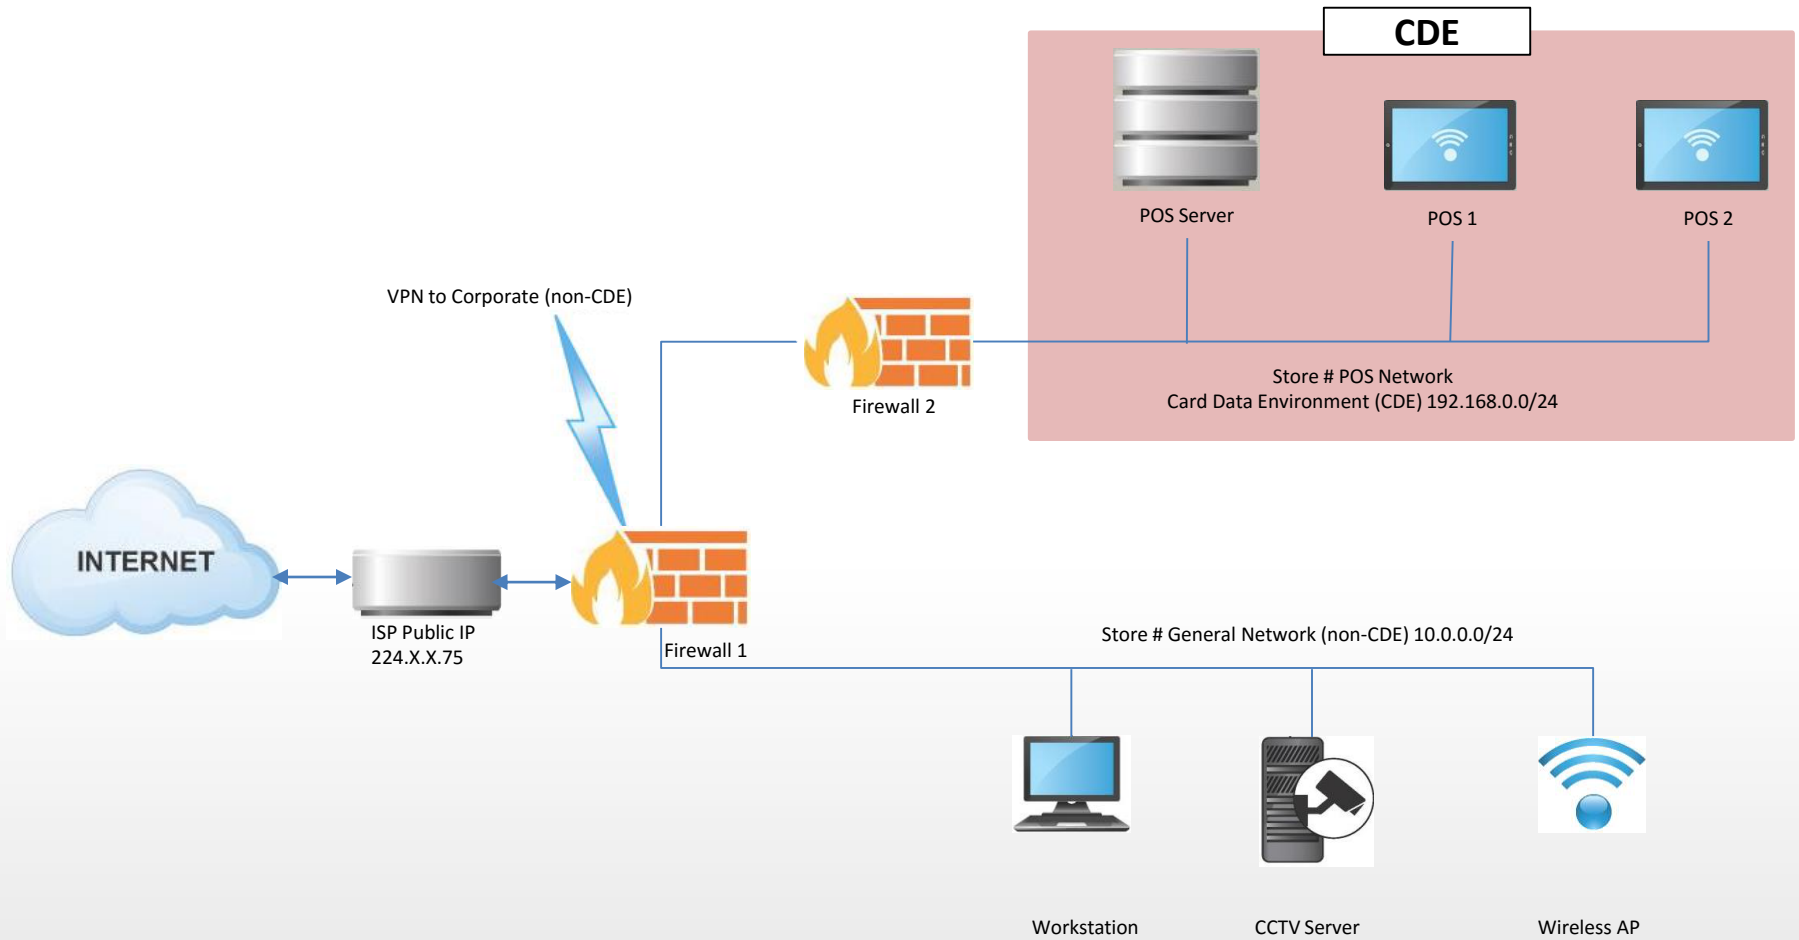 CDE
POS Server
POS 1
POS 2
VPN to Corporate (non-CDE)
Firewall 2
Store # POS Network
Card Data Environment (CDE) 192.168.0.0/24
INTERNET
ISP Public IP
224.X.X.75
Firewall 1
Store # General Network (non-CDE) 10.0.0.0/24
Workstation
CCTV Server
Wireless AP